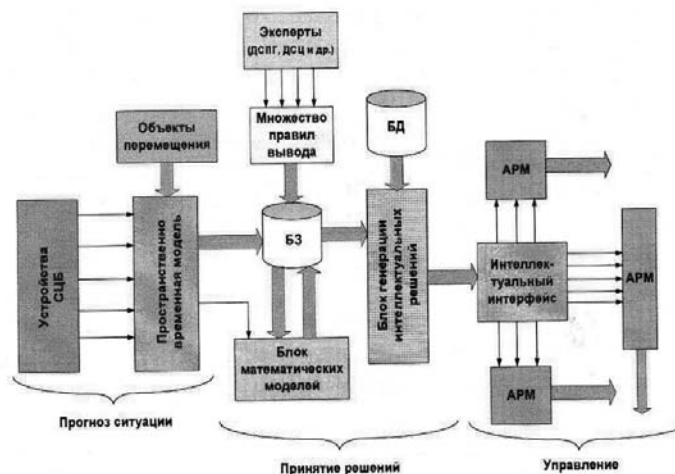 Эксперты
(ДСПГ, ДСЦ и др.)
Множество
правил
вывода
БД
Объекты
перемещения
Устройства
СЦБ
Пространственно
временная модель
БЗ
Блок
математических
моделей
Блок генерации
интеллектуальных
решений
АРМ
Интеллек-
туальный
интерфейс
АРМ
АРМ
Прогноз ситуации
Принятие решений
Управление